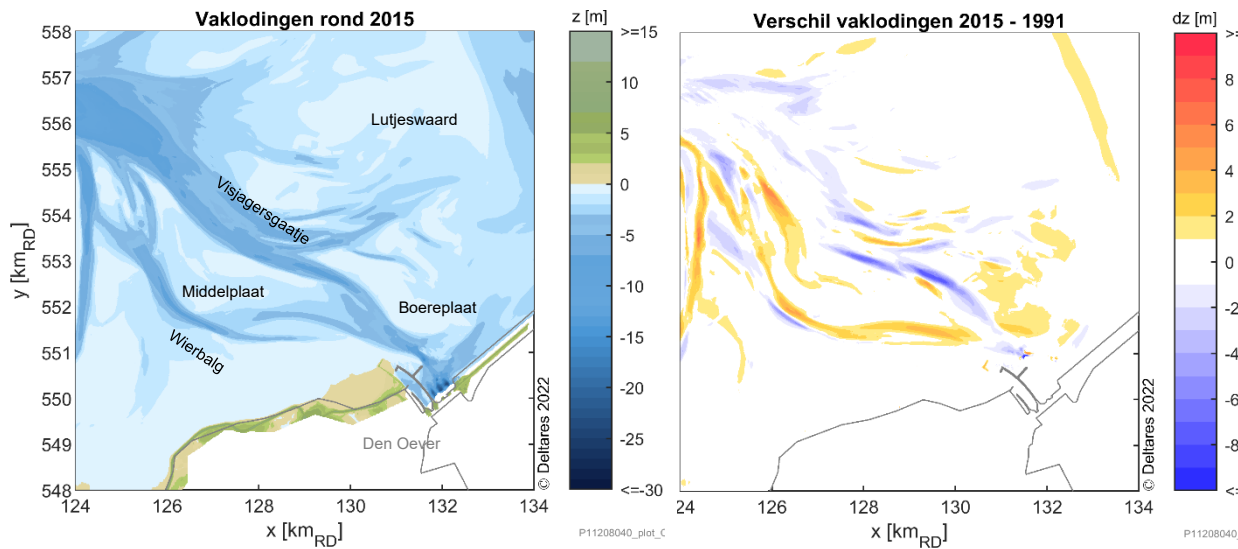 Vaklodingen rond 2015
z [m]
558
557
556
555
554
553
552
551
550
549
548
y [km_RD]
124
126
128
130
132
134
x [km_RD]
Lutjeswaard
Visjagersgaatje
Middelplaat
Boereplaat
Wierbalg
Den Oever
© Deltares 2022
>=15
10
5
0
-5
-10
-15
-20
-25
<=-30
P11208040_plot_
Verschil vaklodingen 2015 - 1991
dz [m]
24
126
128
130
132
134
x [km_RD]
© Deltares 2022
>=
8
6
4
2
0
-2
-4
-6
-8
<=
P11208040_